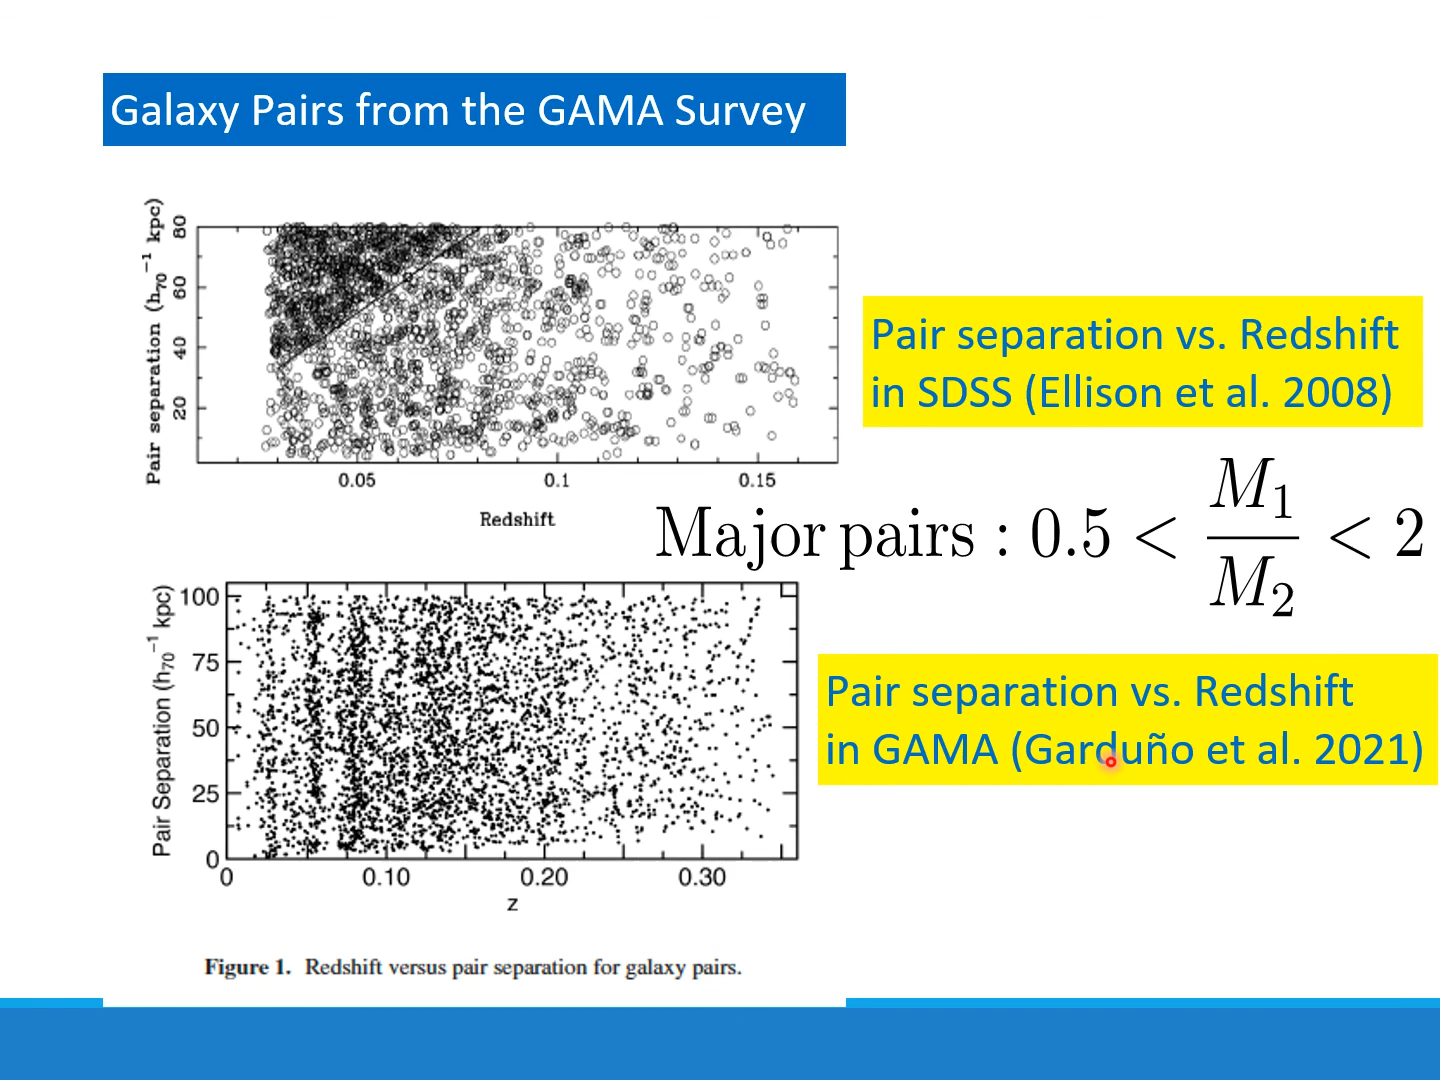 Galaxy Pairs from the GAMA Survey
Pair separation (h₇₀⁻¹ kpc)
80
60
40
20
0.05 0.1 0.15
Redshift
Pair separation vs. Redshift
in SDSS (Ellison et al. 2008)
Major pairs : 0.5 < M₁/M₂ < 2
Pair Separation (h₇₀⁻¹ kpc)
100
75
50
25
0
0 0.10 0.20 0.30
z
Pair separation vs. Redshift
in GAMA (Garduño et al. 2021)
Figure 1. Redshift versus pair separation for galaxy pairs.